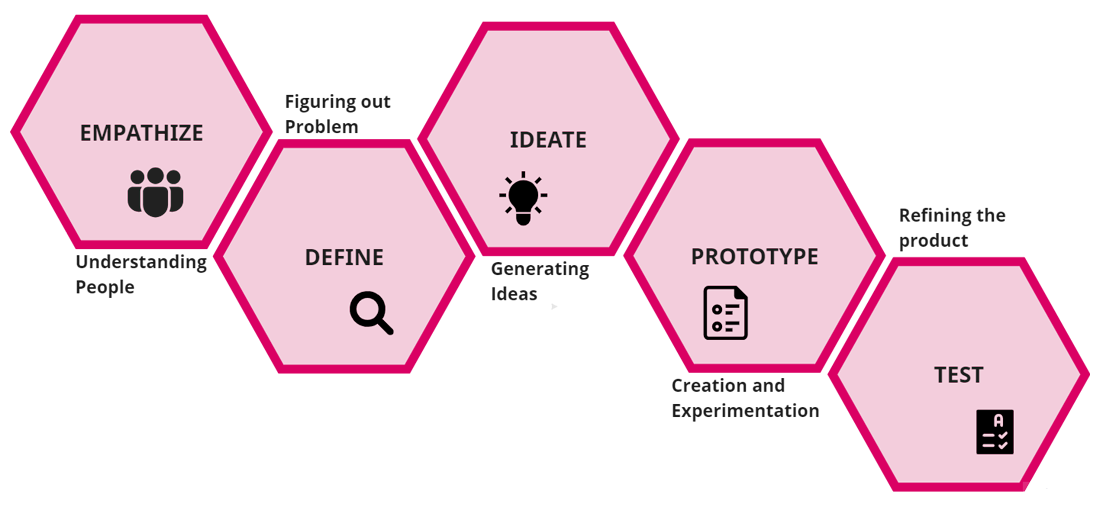 EMPATHIZE
Understanding
People
Figuring out
Problem
DEFINE
IDEATE
Generating
Ideas
PROTOTYPE
Creation and
Experimentation
Refining the
product
TEST
A